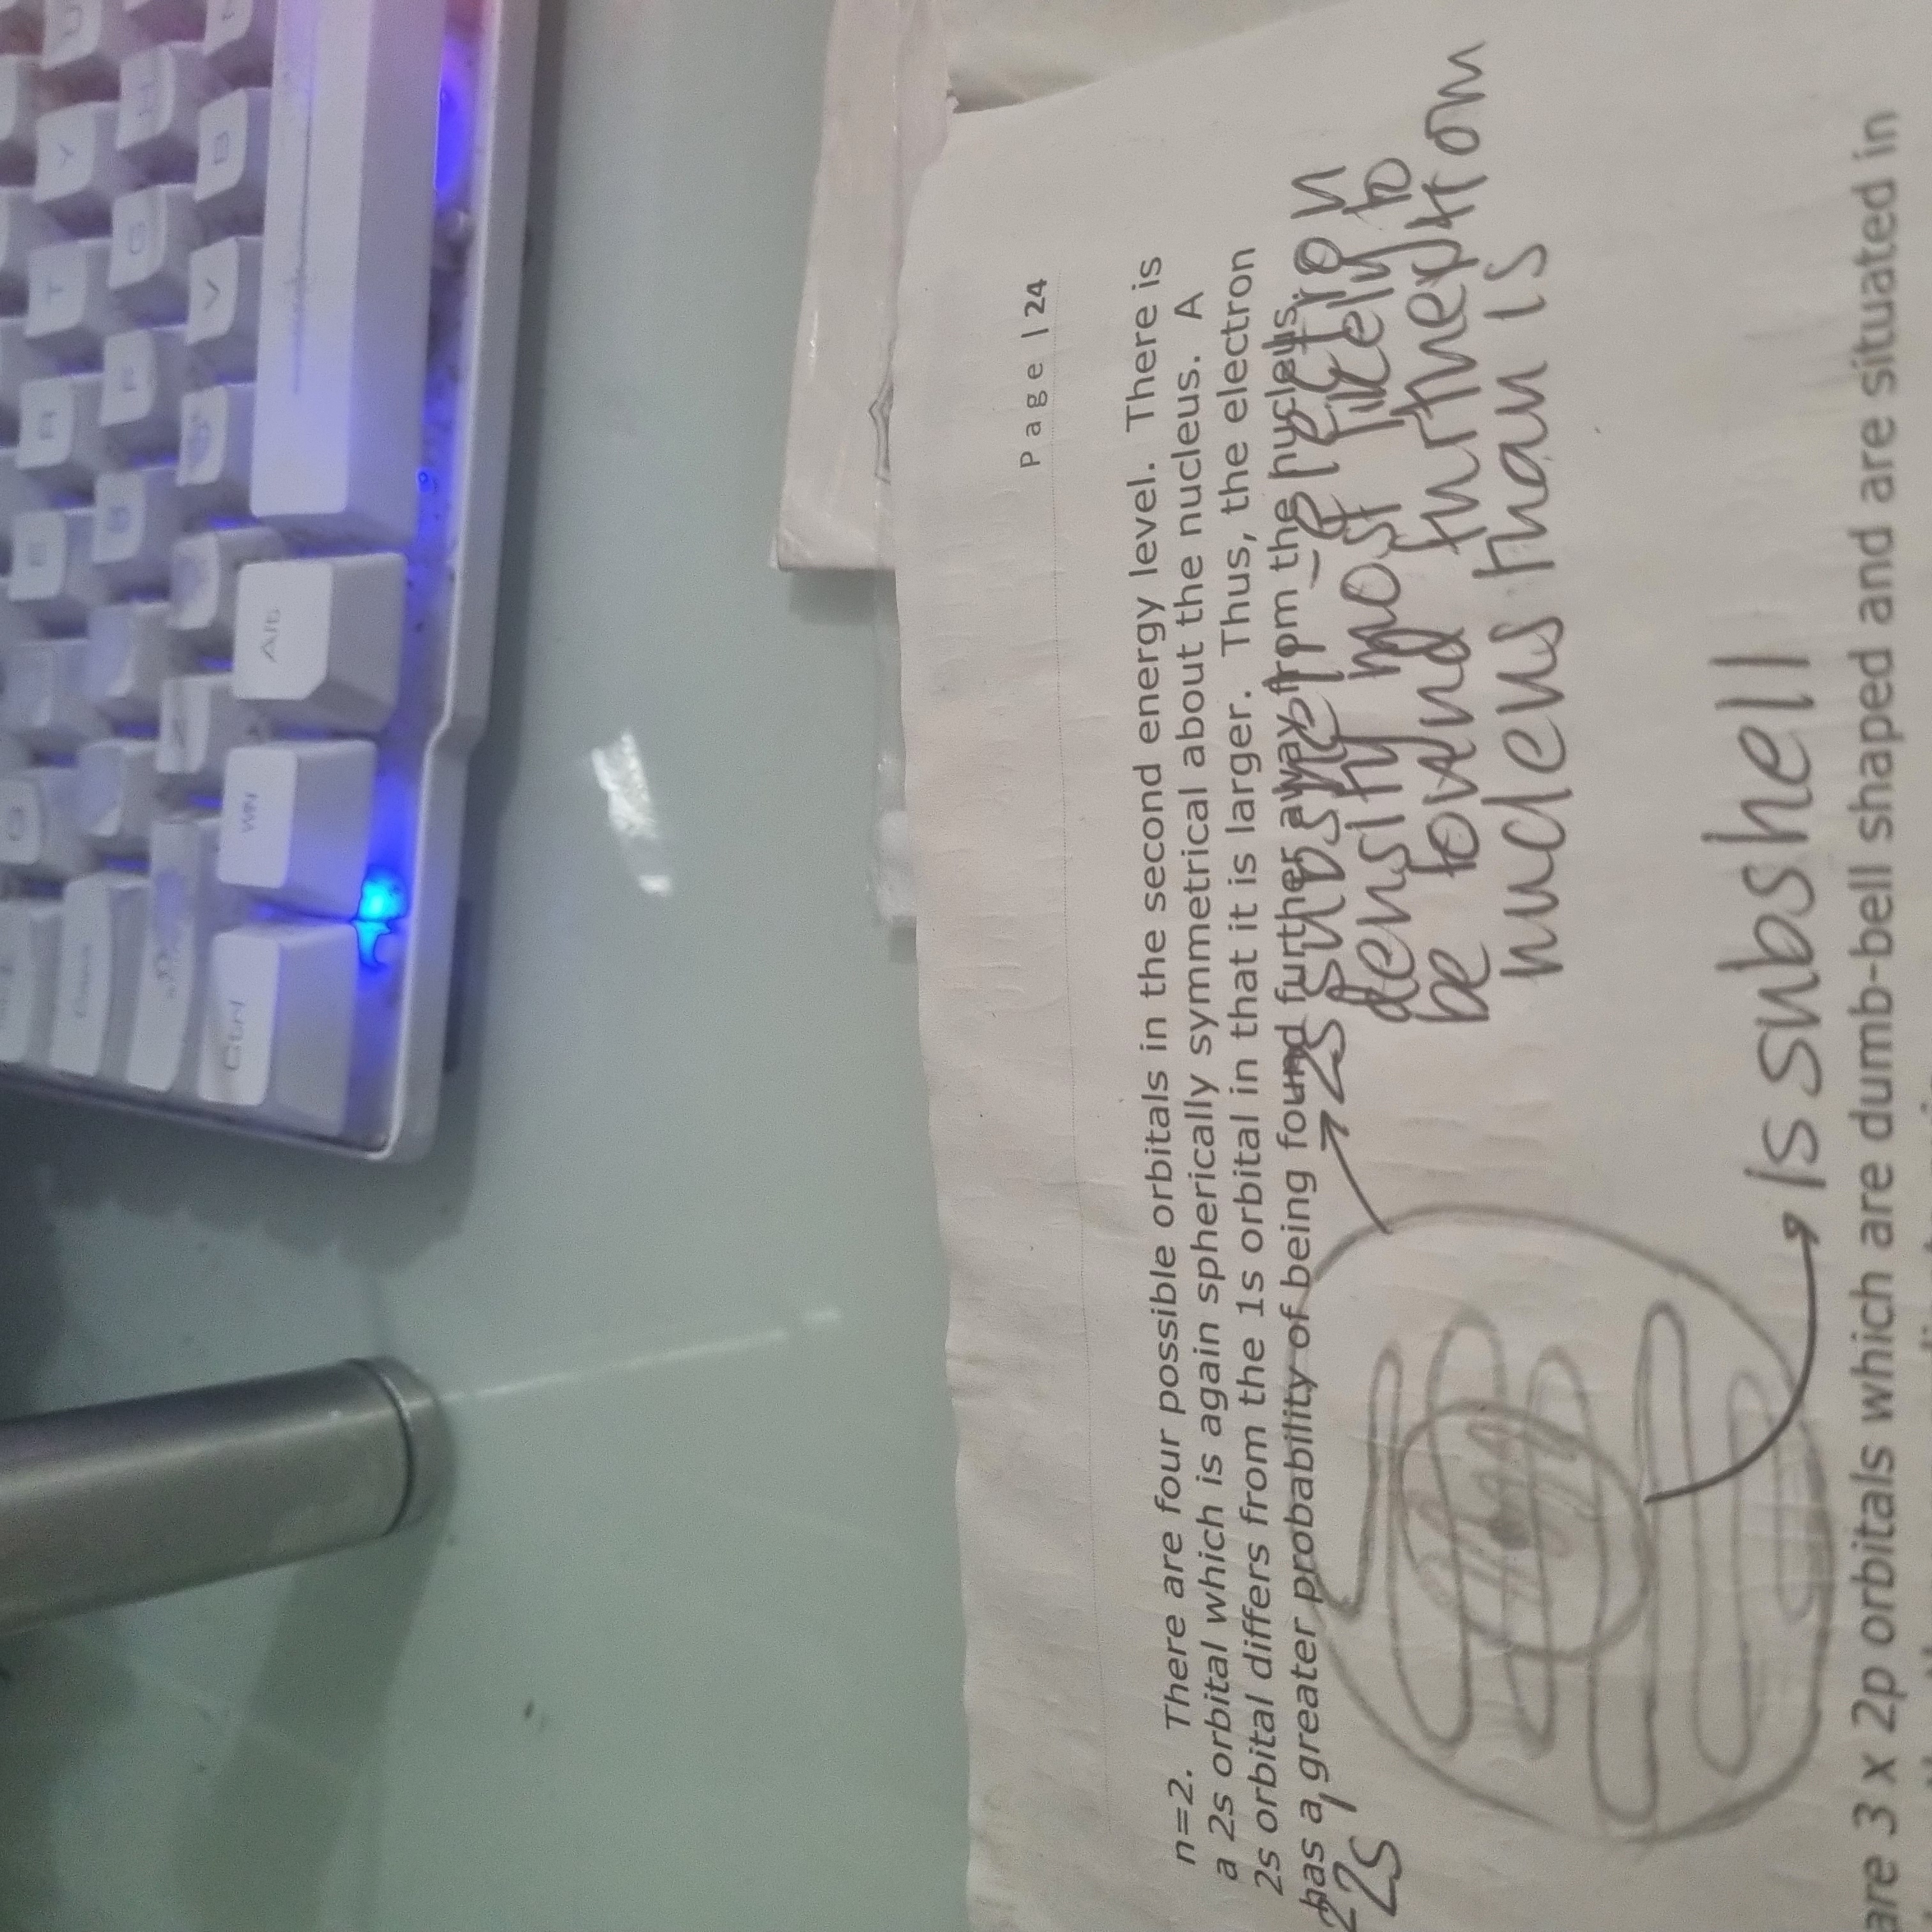 Page | 24
n=2. There are four possible orbitals in the second energy level. There is
a 2s orbital which is again spherically symmetrical about the nucleus. A
2s orbital differs from the 1s orbital in that it is larger. Thus, the electron
has a greater probability of being found further away from the nucleus.
2s
2s subshell - electron
density most likely to
be found further from
nucleus than 1s
1s subshell
are 3 x 2p orbitals which are dumb-bell shaped and are situated in
Alt
Win
Ctrl
Y
T
R
E
H
G
F
B
V